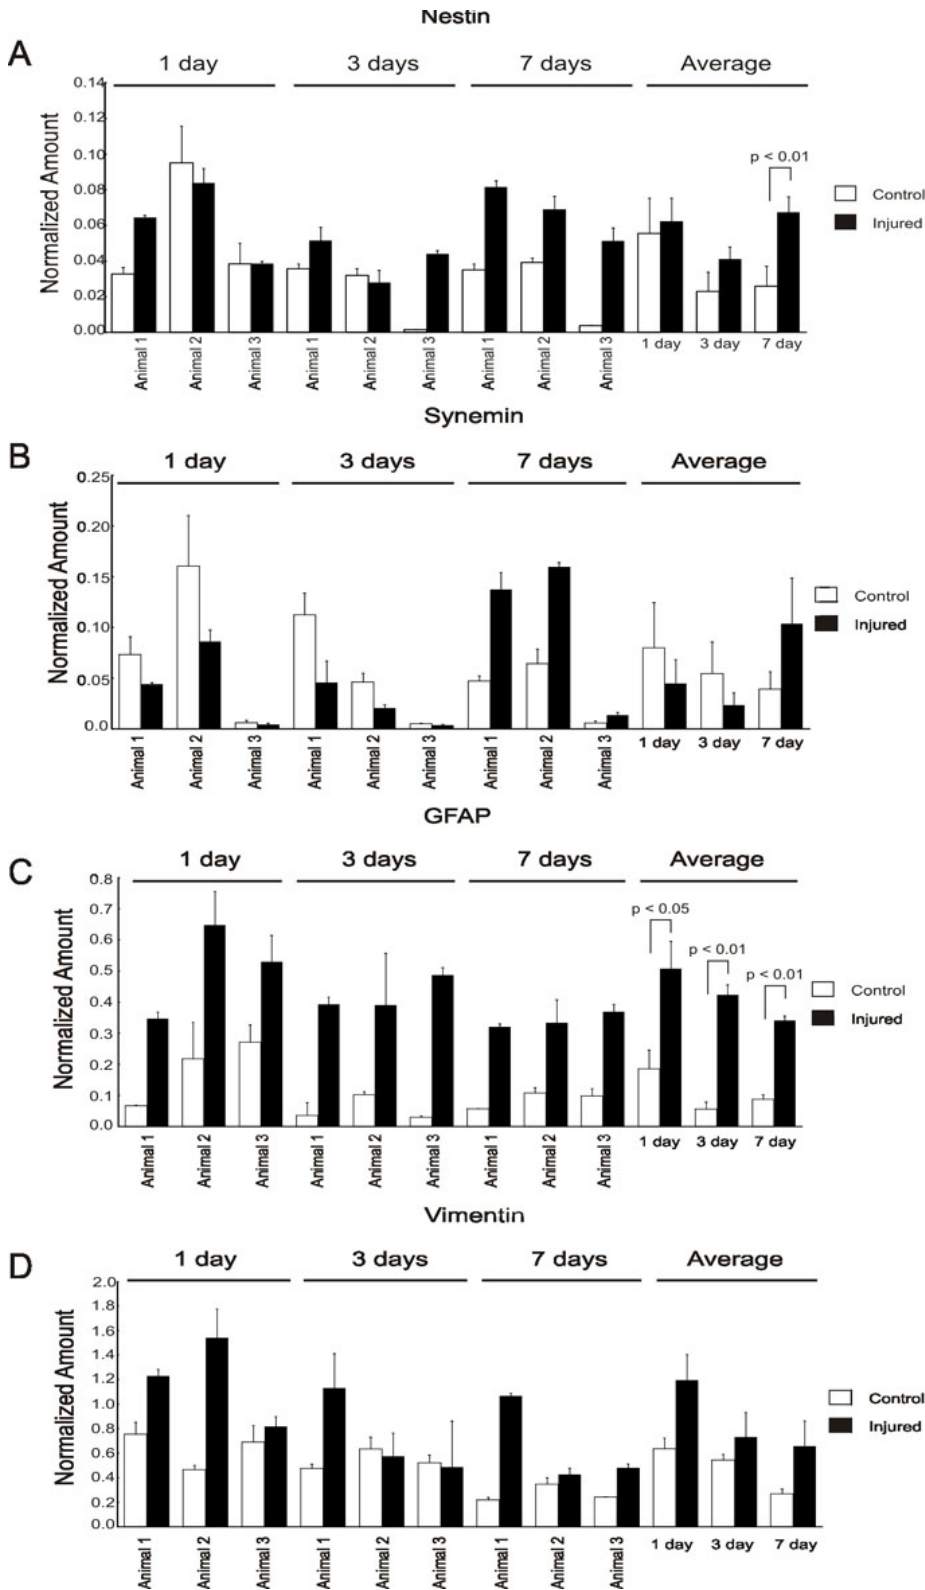 Nestin
A
1 day 3 days 7 days Average
Normalized Amount
0.14
0.12
0.10
0.08
0.06
0.04
0.02
0.00
p < 0.01
Control
Injured
Animal 1 Animal 2 Animal 3 Animal 1 Animal 2 Animal 3 Animal 1 Animal 2 Animal 3 1 day 3 day 7 day
Synemin
B
1 day 3 days 7 days Average
Normalized Amount
0.25
0.20
0.15
0.10
0.05
0.0
Control
Injured
Animal 1 Animal 2 Animal 3 Animal 1 Animal 2 Animal 3 Animal 1 Animal 2 Animal 3 1 day 3 day 7 day
GFAP
C
1 day 3 days 7 days Average
Normalized Amount
0.8
0.7
0.6
0.5
0.4
0.3
0.2
0.1
0.0
p < 0.05
p < 0.01
p < 0.01
Control
Injured
Animal 1 Animal 2 Animal 3 Animal 1 Animal 2 Animal 3 Animal 1 Animal 2 Animal 3 1 day 3 day 7 day
Vimentin
D
1 day 3 days 7 days Average
Normalized Amount
2.0
1.8
1.6
1.4
1.2
1.0
0.8
0.6
0.4
0.2
0.0
Control
Injured
Animal 1 Animal 2 Animal 3 Animal 1 Animal 2 Animal 3 Animal 1 Animal 2 Animal 3 1 day 3 day 7 day